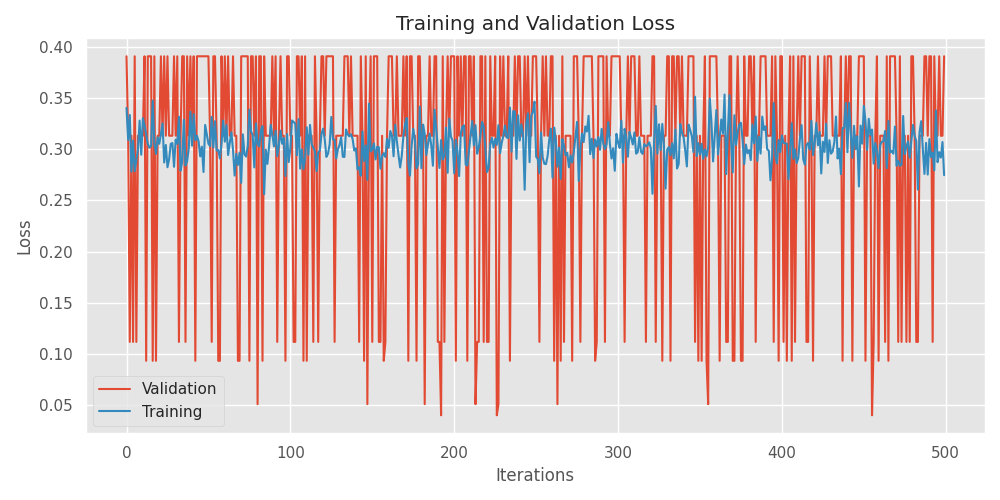 Training and Validation Loss
0.40
0.35
0.30
0.25
0.20
0.15
0.10
0.05
Loss
Validation
Training
0 100 200 300 400 500
Iterations